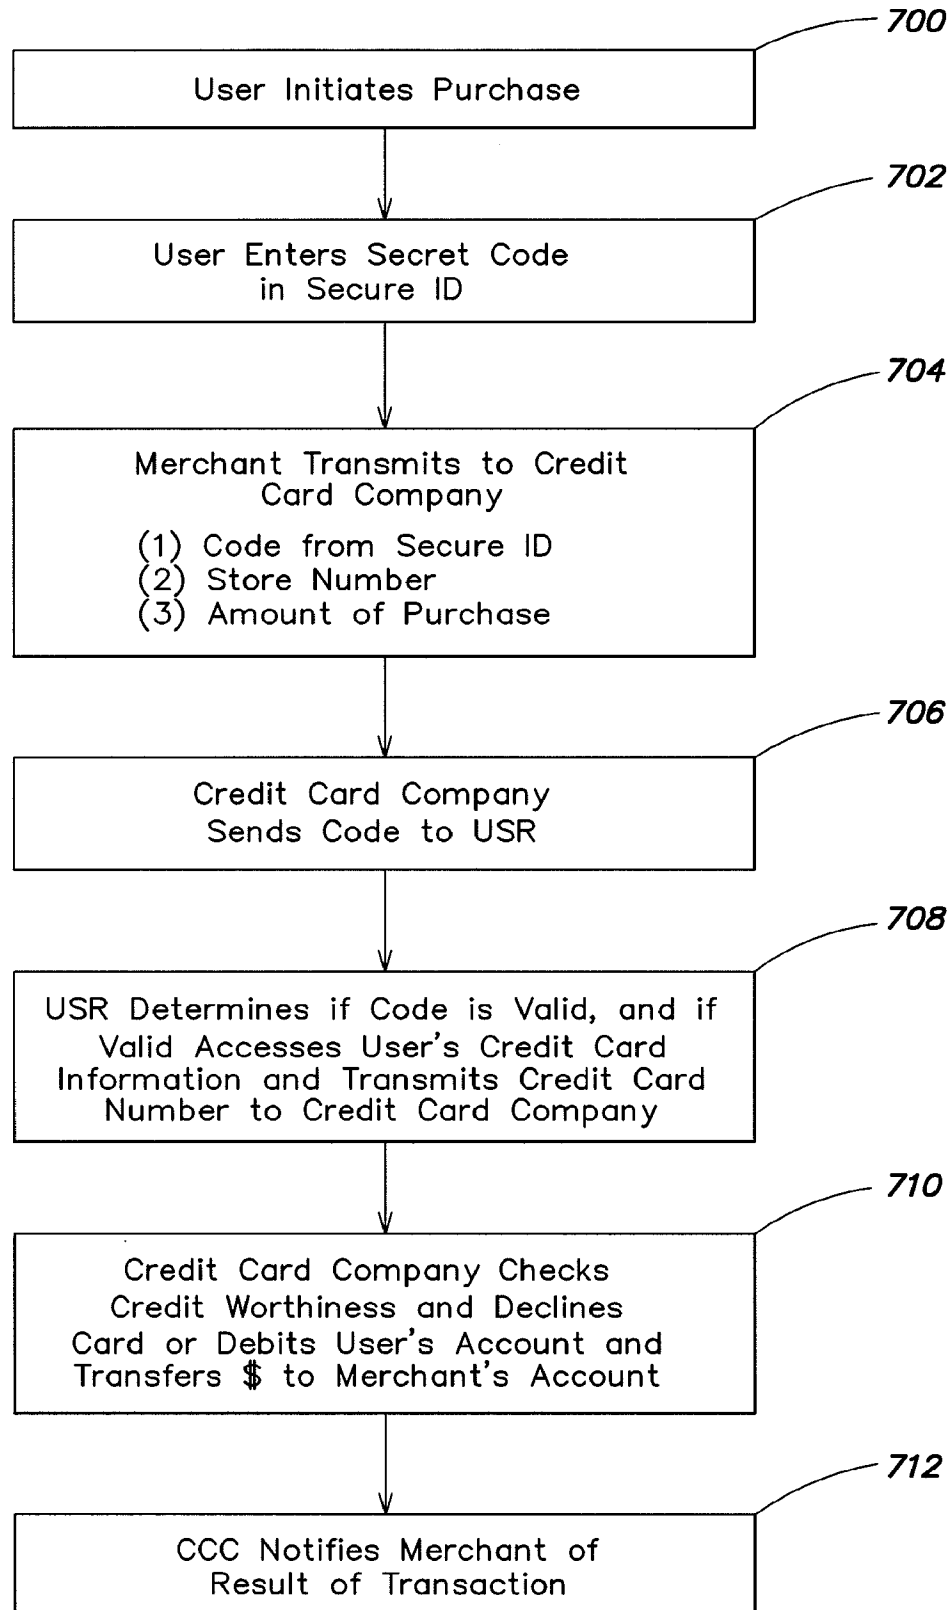 700
User Initiates Purchase
702
User Enters Secret Code
in Secure ID
704
Merchant Transmits to Credit
Card Company
(1) Code from Secure ID
(2) Store Number
(3) Amount of Purchase
706
Credit Card Company
Sends Code to USR
708
USR Determines if Code is Valid, and if
Valid Accesses User's Credit Card
Information and Transmits Credit Card
Number to Credit Card Company
710
Credit Card Company Checks
Credit Worthiness and Declines
Card or Debits User's Account and
Transfers $ to Merchant's Account
712
CCC Notifies Merchant of
Result of Transaction